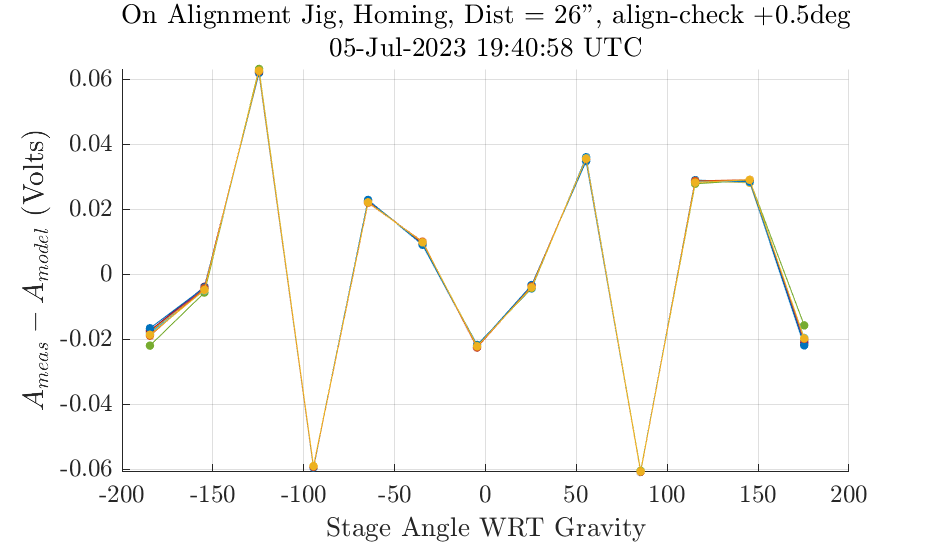 On Alignment Jig, Homing, Dist = 26”, align-check +0.5deg
05-Jul-2023 19:40:58 UTC
A_meas − A_model (Volts)
0.06
0.04
0.02
0
-0.02
-0.04
-0.06
-200 -150 -100 -50 0 50 100 150 200
Stage Angle WRT Gravity